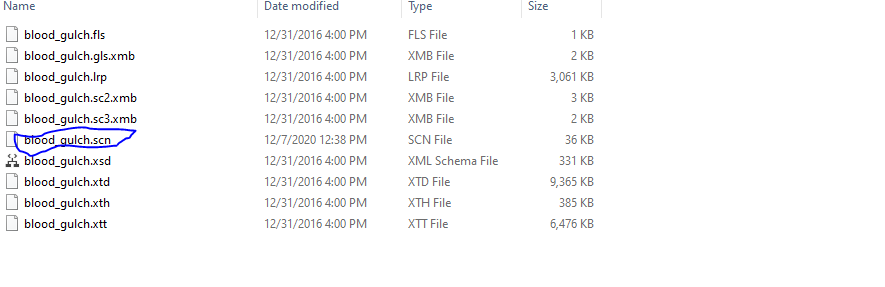 Name Date modified Type Size
blood_gulch.fls 12/31/2016 4:00 PM FLS File 1 KB
blood_gulch.gls.xmb 12/31/2016 4:00 PM XMB File 2 KB
blood_gulch.lrp 12/31/2016 4:00 PM LRP File 3,061 KB
blood_gulch.sc2.xmb 12/31/2016 4:00 PM XMB File 3 KB
blood_gulch.sc3.xmb 12/31/2016 4:00 PM XMB File 2 KB
blood_gulch.scn 12/7/2020 12:38 PM SCN File 36 KB
blood_gulch.xsd 12/31/2016 4:00 PM XML Schema File 331 KB
blood_gulch.xtd 12/31/2016 4:00 PM XTD File 9,365 KB
blood_gulch.xth 12/31/2016 4:00 PM XTH File 385 KB
blood_gulch.xtt 12/31/2016 4:00 PM XTT File 6,476 KB